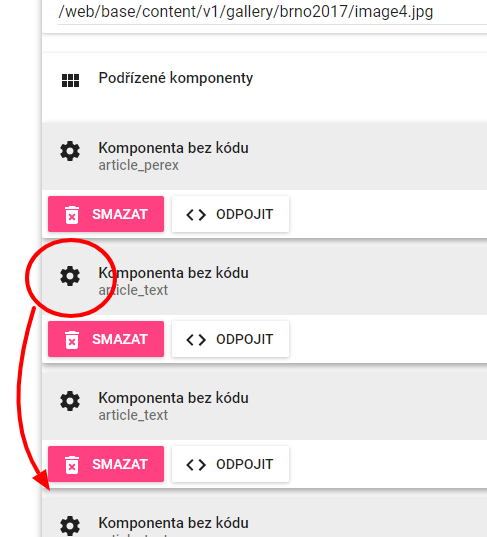 /web/base/content/v1/gallery/brno2017/image4.jpg
Podřízené komponenty
Komponenta bez kódu
article_perex
SMAZAT
ODPOJIT
Komponenta bez kódu
article_text
SMAZAT
ODPOJIT
Komponenta bez kódu
article_text
SMAZAT
ODPOJIT
Komponenta bez kódu